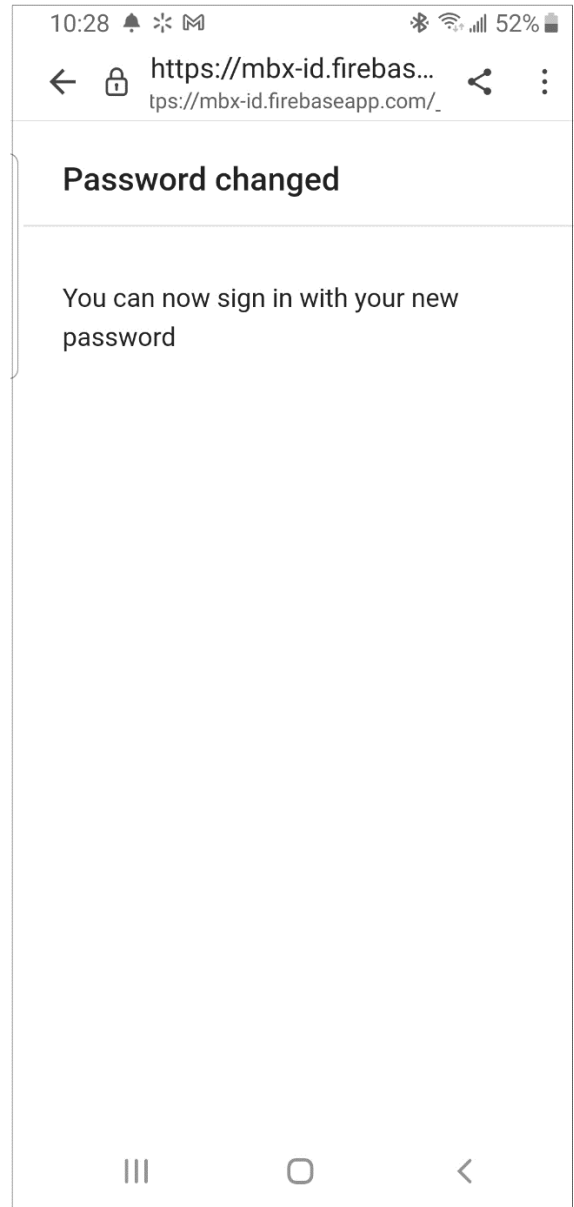 10:28 52%
https://mbx-id.firebas...
tps://mbx-id.firebaseapp.com/_
Password changed
You can now sign in with your new
password